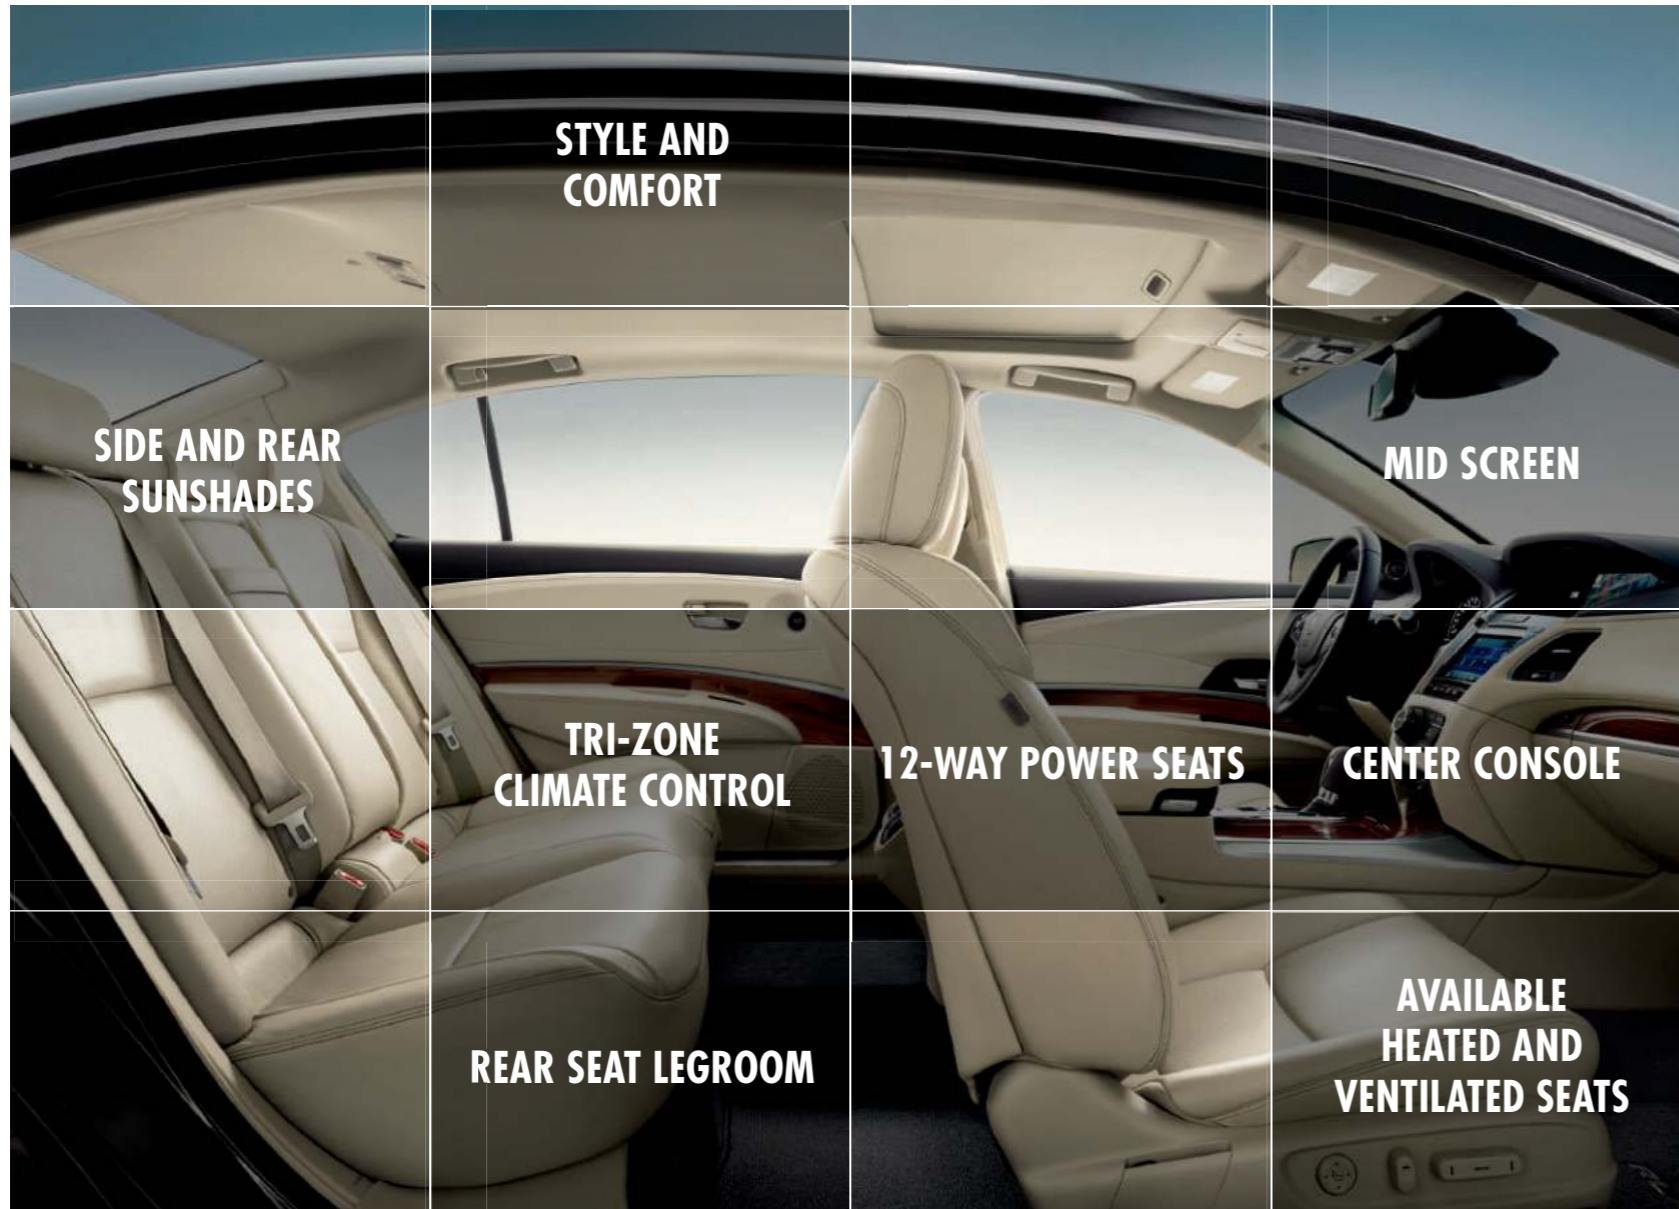 STYLE AND
COMFORT
SIDE AND REAR
SUNSHADES
MID SCREEN
TRI-ZONE
CLIMATE CONTROL
12-WAY POWER SEATS
CENTER CONSOLE
REAR SEAT LEGROOM
AVAILABLE
HEATED AND
VENTILATED SEATS